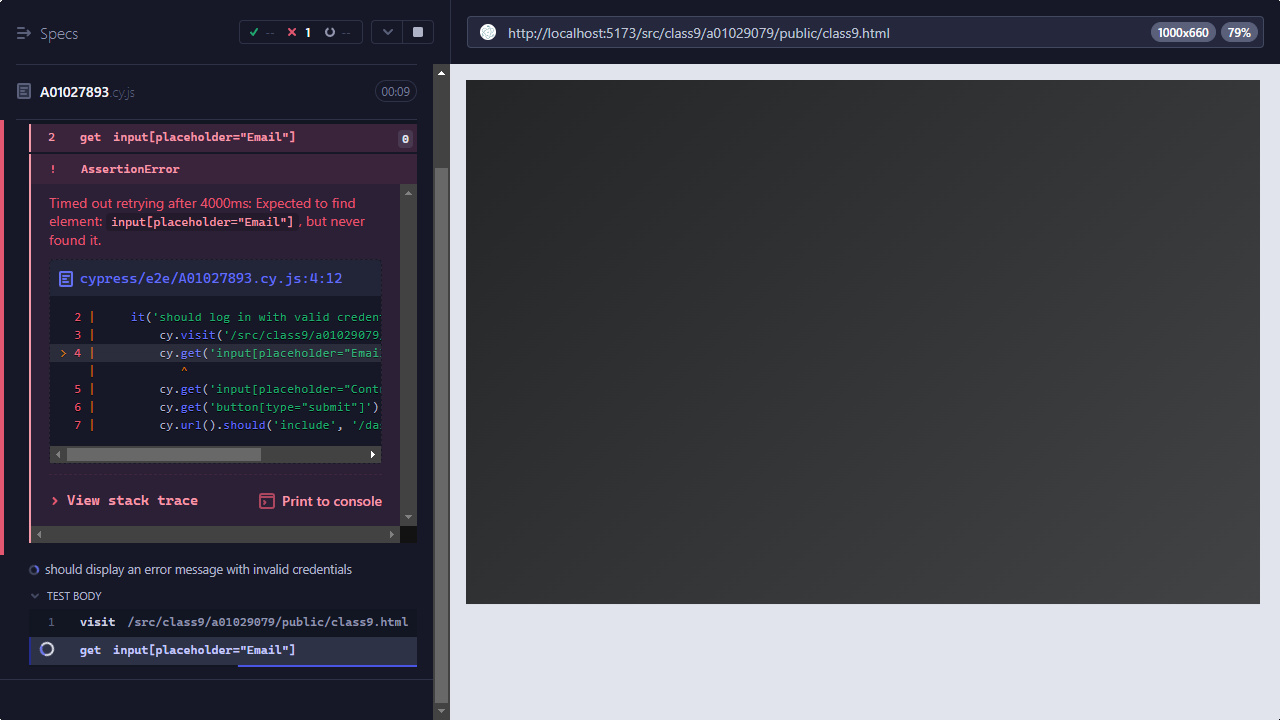 Specs
-- 1 --
http://localhost:5173/src/class9/a01029079/public/class9.html
1000x660
79%
A01027893 cy.js
00:09
2 get input[placeholder="Email"] 0
! AssertionError
Timed out retrying after 4000ms: Expected to find
element: input[placeholder="Email"] , but never
found it.
cypress/e2e/A01027893.cy.js:4:12
2 | it('should log in with valid creden
3 | cy.visit('/src/class9/a01029079
> 4 | cy.get('input[placeholder="Emai
| ^
5 | cy.get('input[placeholder="Cont
6 | cy.get('button[type="submit"]')
7 | cy.url().should('include', '/da
> View stack trace
Print to console
should display an error message with invalid credentials
TEST BODY
1 visit /src/class9/a01029079/public/class9.html
get input[placeholder="Email"]